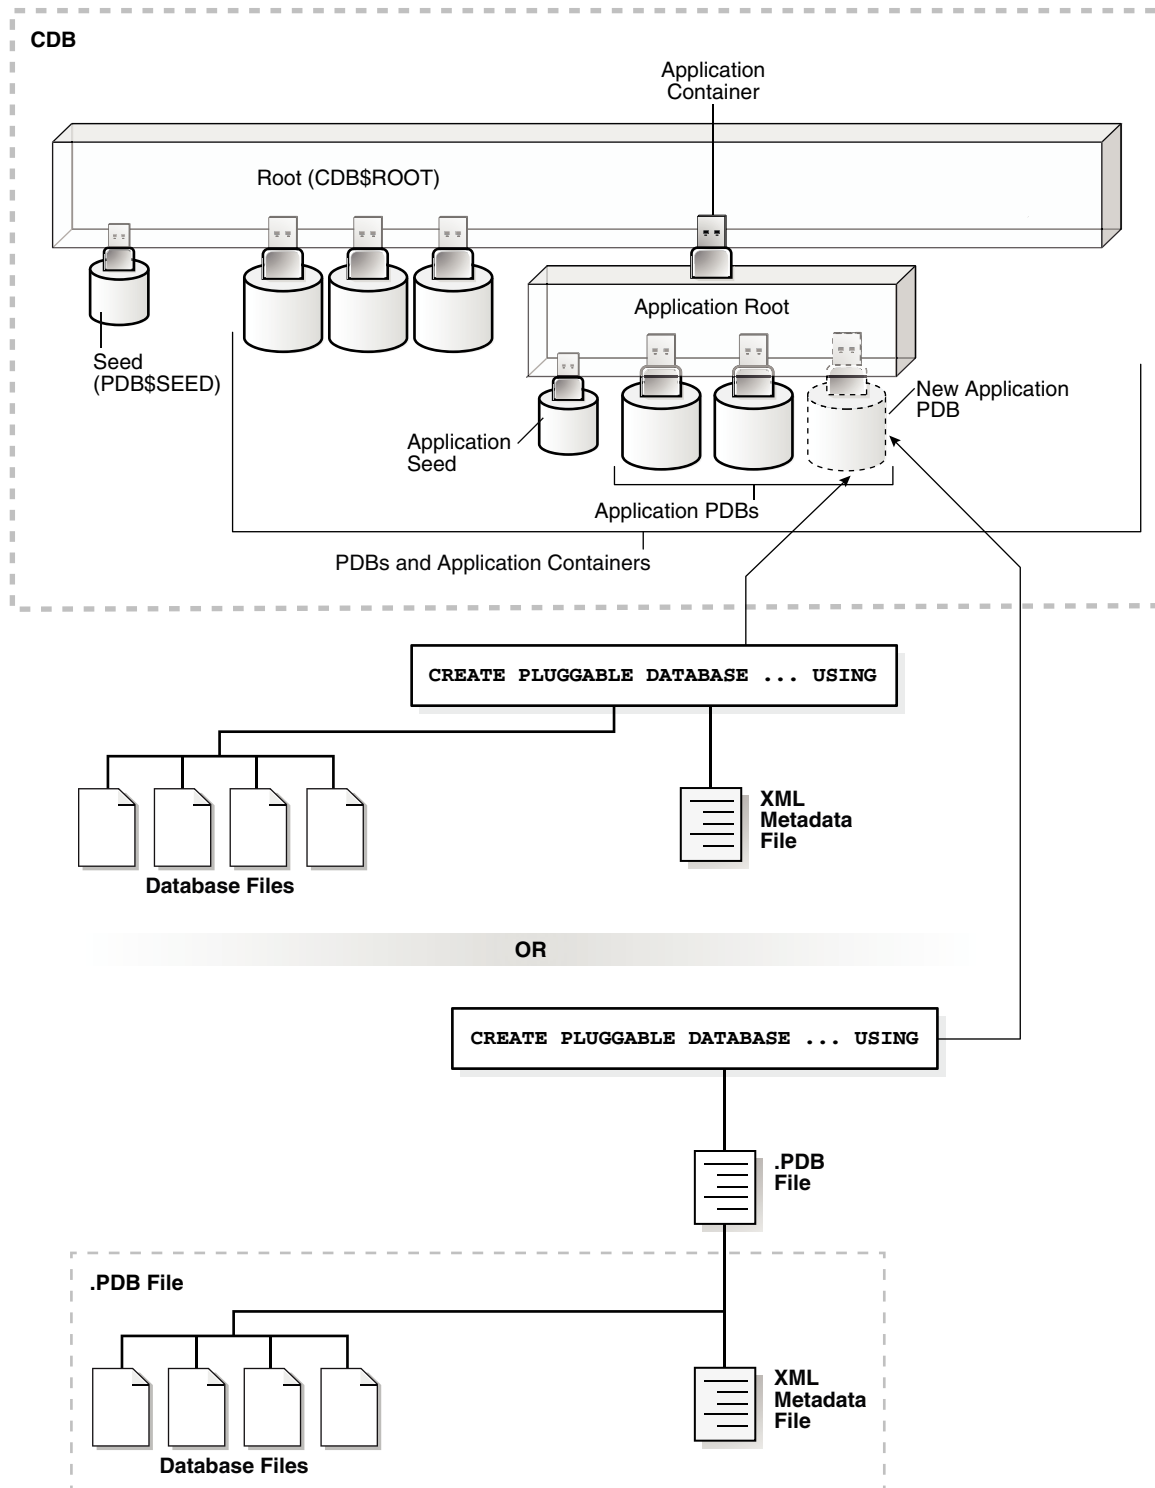 CDB
Application
Container
Root (CDB$ROOT)
Application Root
Seed
(PDB$SEED)
New Application
PDB
Application
Seed
Application PDBs
PDBs and Application Containers
CREATE PLUGGABLE DATABASE ... USING
XML
Metadata
File
Database Files
OR
CREATE PLUGGABLE DATABASE ... USING
.PDB
File
.PDB File
XML
Metadata
File
Database Files